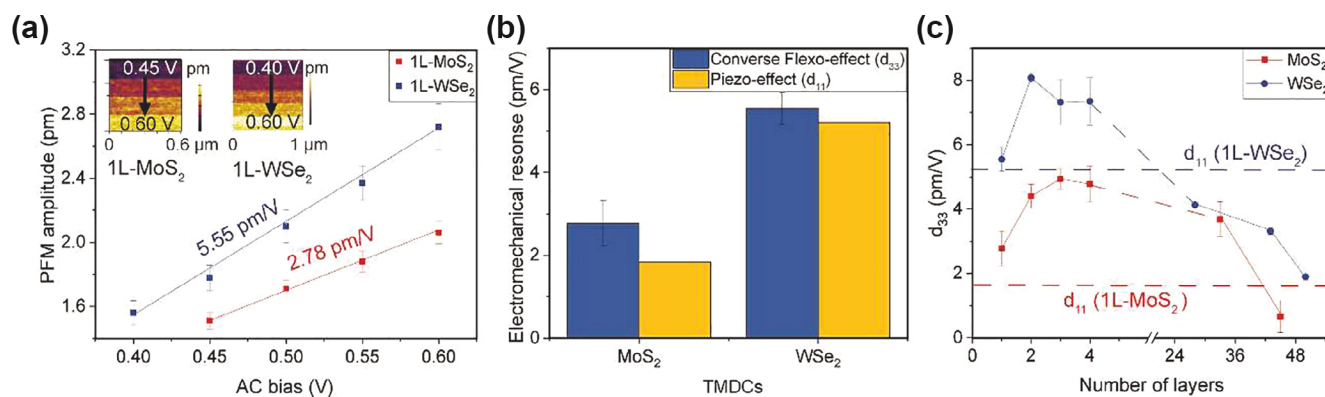 (a)
3.2
2.8
2.4
2.0
1.6
PFM amplitude (pm)
0.40
0.45
0.50
0.55
0.60
AC bias (V)
0.45 V
0.60 V
pm
0
0.6 μm
1L-MoS₂
0.40 V
0.60 V
pm
0
1 μm
1L-WSe₂
1L-MoS₂
1L-WSe₂
5.55 pm/V
2.78 pm/V
(b)
6
4
2
0
Electromechanical resonse (pm/V)
Converse Flexo-effect (d₃₃)
Piezo-effect (d₁₁)
MoS₂
WSe₂
TMDCs
(c)
8
6
4
2
0
d₃₃ (pm/V)
MoS₂
WSe₂
d₁₁ (1L-WSe₂)
d₁₁ (1L-MoS₂)
0
2
4
24
36
48
Number of layers